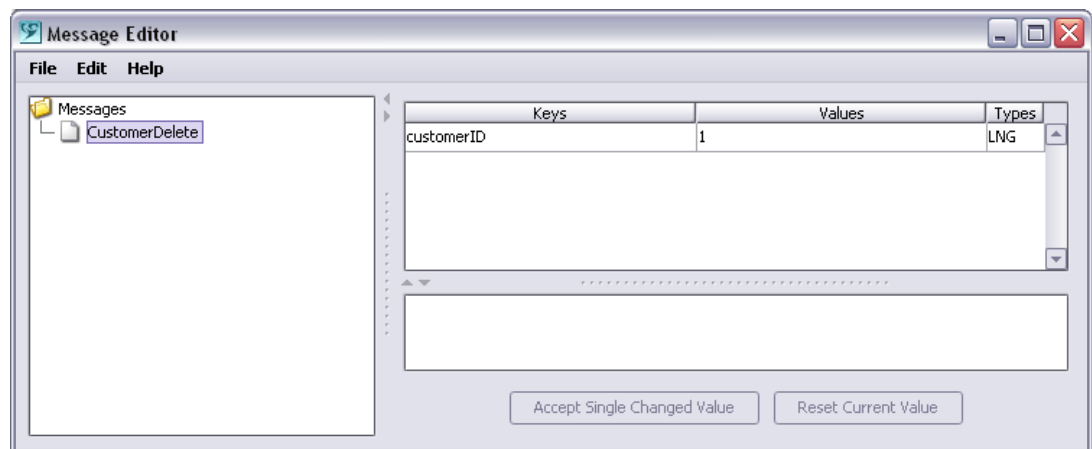 Message Editor
File Edit Help
Messages
CustomerDelete
Keys Values Types
customerID 1 LNG
Accept Single Changed Value Reset Current Value